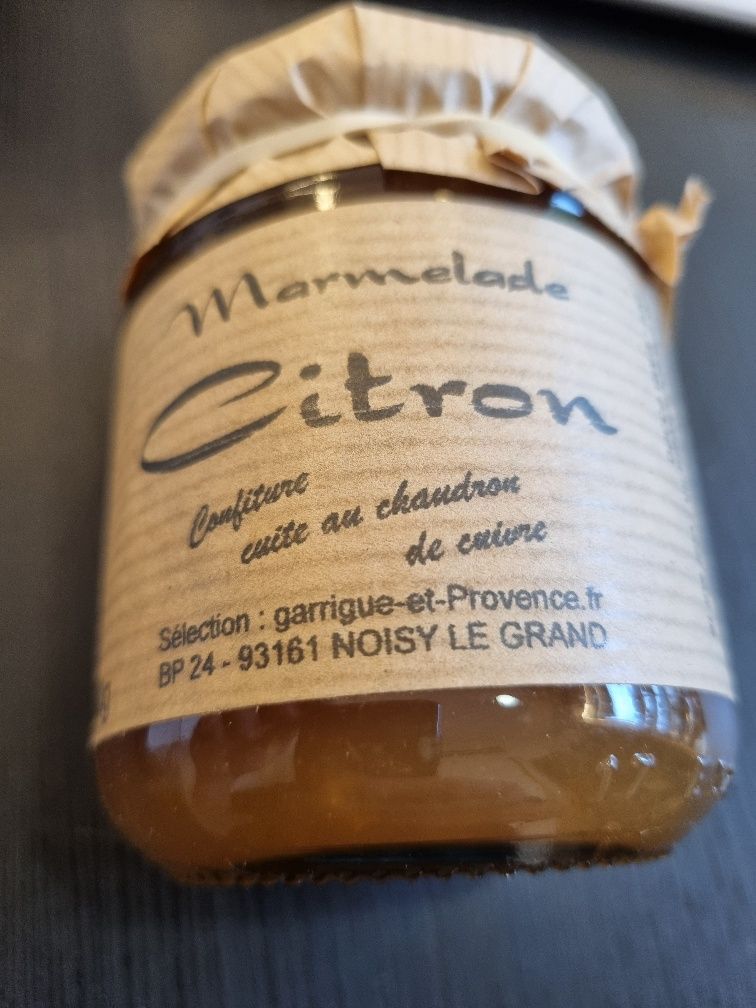 Marmelade
Citron
Confiture
cuite au chaudron
de cuivre
Sélection : garrigue-et-Provence.fr
BP 24 - 93161 NOISY LE GRAND